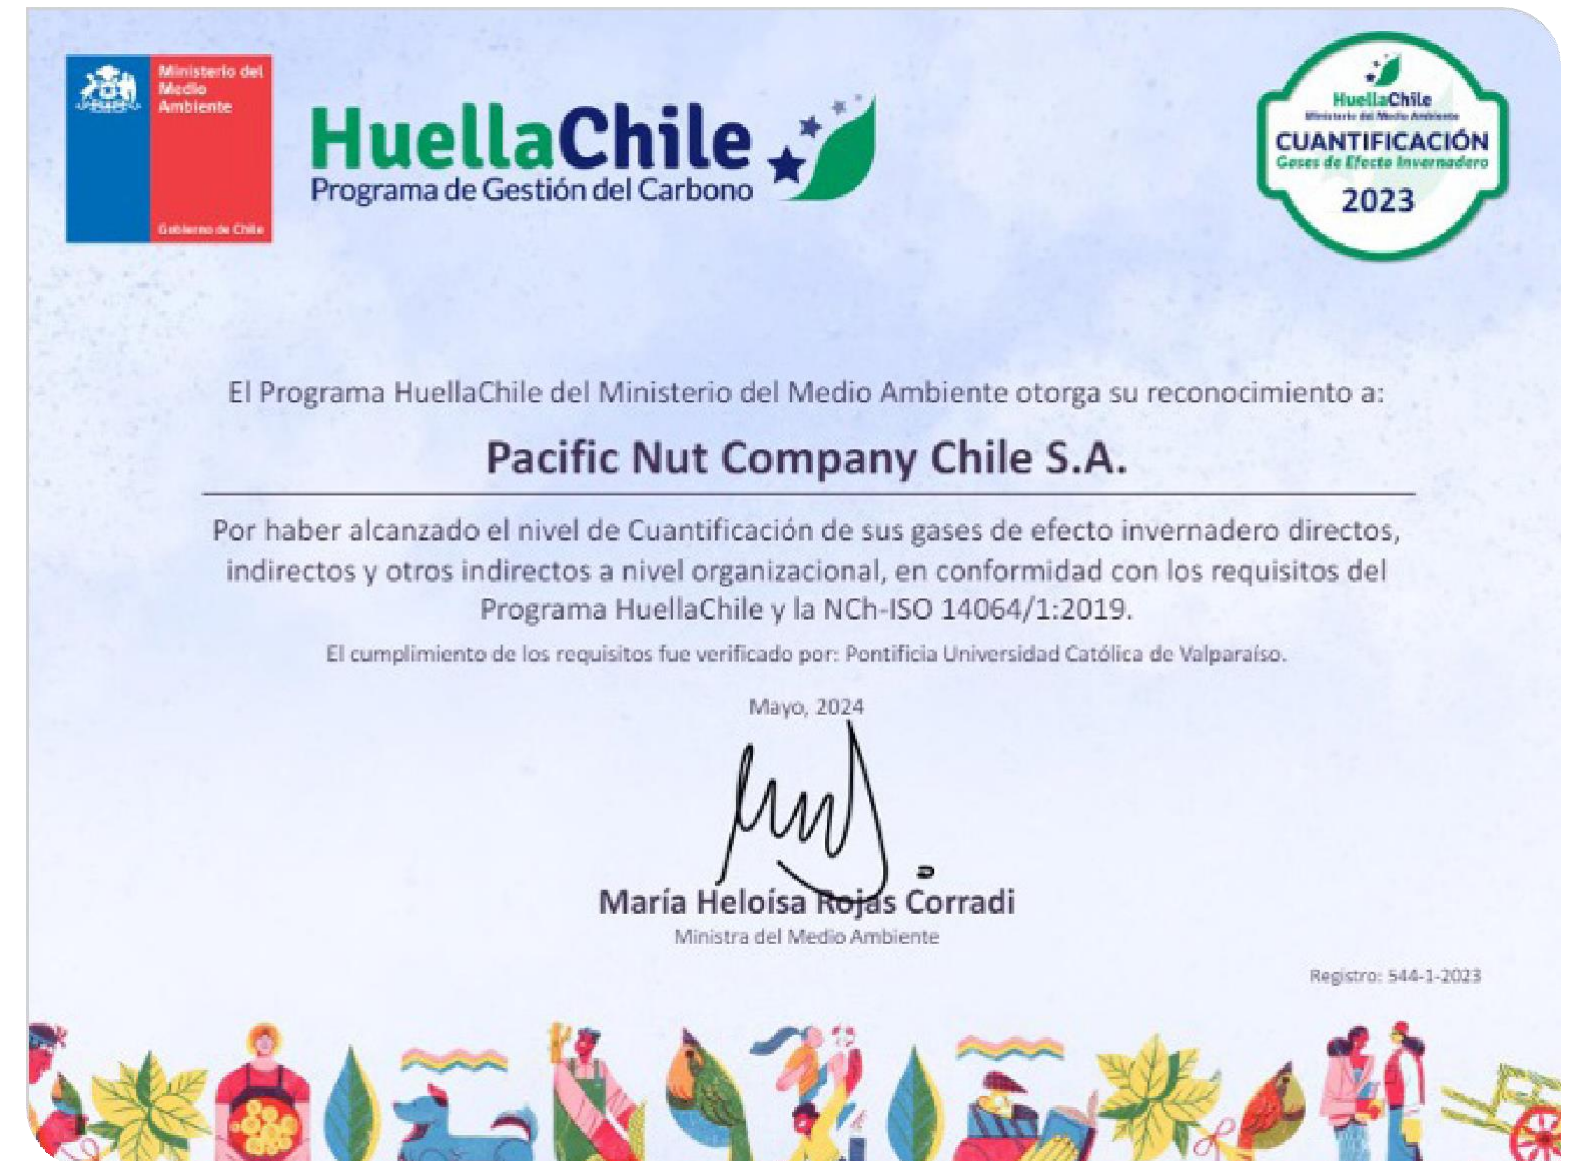 Ministerio del
Medio
Ambiente
Gobierno de Chile
HuellaChile
Programa de Gestión del Carbono
HuellaChile
Ministerio del Medio Ambiente
CUANTIFICACIÓN
Gases de Efecto Invernadero
2023
El Programa HuellaChile del Ministerio del Medio Ambiente otorga su reconocimiento a:
Pacific Nut Company Chile S.A.
Por haber alcanzado el nivel de Cuantificación de sus gases de efecto invernadero directos,
indirectos y otros indirectos a nivel organizacional, en conformidad con los requisitos del
Programa HuellaChile y la NCh-ISO 14064/1:2019.
El cumplimiento de los requisitos fue verificado por: Pontificia Universidad Católica de Valparaíso.
Mayo, 2024
María Heloísa Rojas Corradi
Ministra del Medio Ambiente
Registro: 544-1-2023